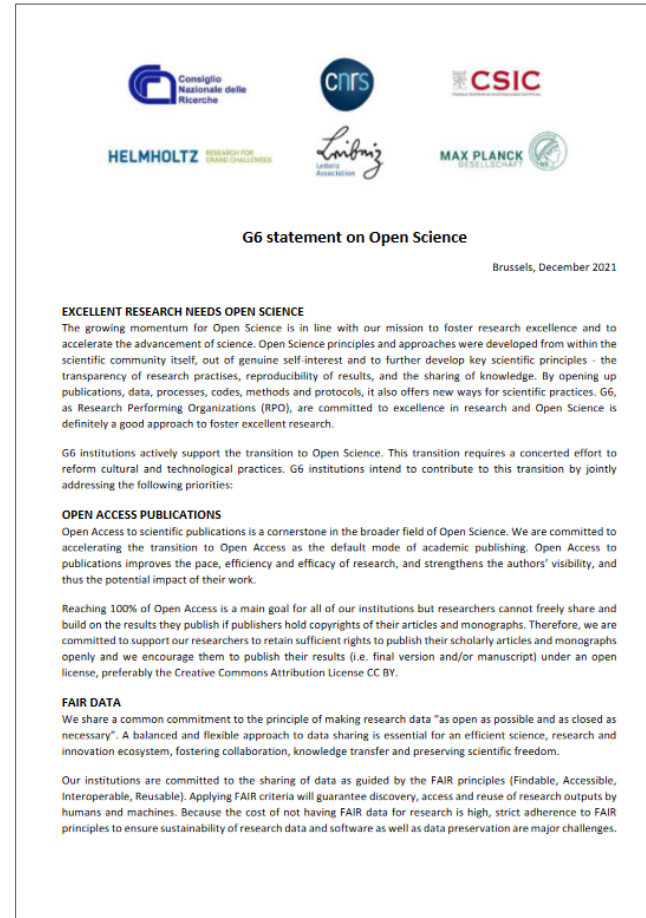 Consiglio
Nazionale delle
Ricerche
cnrs
CSIC
HELMHOLTZ RESEARCH FOR
GRAND CHALLENGES
Leibniz
Leibniz
Association
MAX PLANCK
GESELLSCHAFT
G6 statement on Open Science
Brussels, December 2021
EXCELLENT RESEARCH NEEDS OPEN SCIENCE
The growing momentum for Open Science is in line with our mission to foster research excellence and to
accelerate the advancement of science. Open Science principles and approaches were developed from within the
scientific community itself, out of genuine self-interest and to further develop key scientific principles - the
transparency of research practises, reproducibility of results, and the sharing of knowledge. By opening up
publications, data, processes, codes, methods and protocols, it also offers new ways for scientific practices. G6,
as Research Performing Organizations (RPO), are committed to excellence in research and Open Science is
definitely a good approach to foster excellent research.
G6 institutions actively support the transition to Open Science. This transition requires a concerted effort to
reform cultural and technological practices. G6 institutions intend to contribute to this transition by jointly
addressing the following priorities:
OPEN ACCESS PUBLICATIONS
Open Access to scientific publications is a cornerstone in the broader field of Open Science. We are committed to
accelerating the transition to Open Access as the default mode of academic publishing. Open Access to
publications improves the pace, efficiency and efficacy of research, and strengthens the authors' visibility, and
thus the potential impact of their work.
Reaching 100% of Open Access is a main goal for all of our institutions but researchers cannot freely share and
build on the results they publish if publishers hold copyrights of their articles and monographs. Therefore, we are
committed to support our researchers to retain sufficient rights to publish their scholarly articles and monographs
openly and we encourage them to publish their results (i.e. final version and/or manuscript) under an open
license, preferably the Creative Commons Attribution License CC BY.
FAIR DATA
We share a common commitment to the principle of making research data "as open as possible and as closed as
necessary". A balanced and flexible approach to data sharing is essential for an efficient science, research and
innovation ecosystem, fostering collaboration, knowledge transfer and preserving scientific freedom.
Our institutions are committed to the sharing of data as guided by the FAIR principles (Findable, Accessible,
Interoperable, Reusable). Applying FAIR criteria will guarantee discovery, access and reuse of research outputs by
humans and machines. Because the cost of not having FAIR data for research is high, strict adherence to FAIR
principles to ensure sustainability of research data and software as well as data preservation are major challenges.